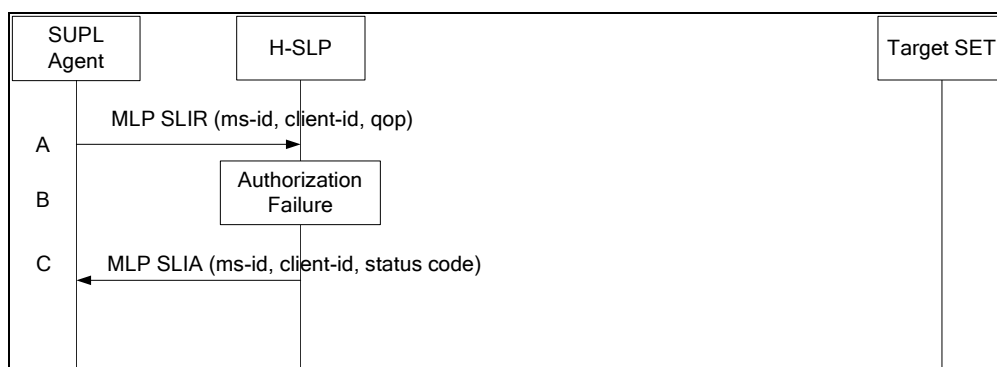 SUPL
Agent
H-SLP
Target SET
MLP SLIR (ms-id, client-id, qop)
A
Authorization
Failure
B
C
MLP SLIA (ms-id, client-id, status code)